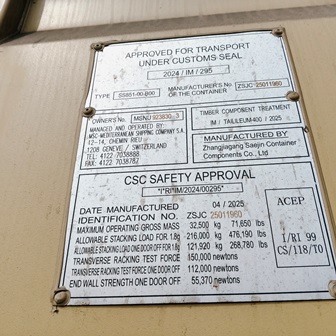 APPROVED FOR TRANSPORT
UNDER CUSTOMS SEAL
2024 / IM / 295
TYPE SS851-00-B00 MANUFACTURER'S No OF THE CONTAINER ZSJC 25011960
OWNER'S No. MSNU 923830 3
MANAGED AND OPERATED BY:
MSC-MEDITERRANEAN SHIPPING COMPANY S.A.
12-14, CHEMIN RIEU
1208 GENEVE / SWITZERLAND
TEL: 4122-7038888
FAX: 4122 7038787
TIMBER COMPONENT TREATMENT
IM / TAILLEUM400 / 2025
MANUFACTURED BY
Zhangjiagang Saejin Container
Components Co., Ltd
CSC SAFETY APPROVAL
"I"RI"IM/2024/00295"
DATE MANUFACTURED 04 / 2025
IDENTIFICATION NO. ZSJC 25011960
MAXIMUM OPERATING GROSS MASS 32,500 kg 71,650 lbs
ALLOWABLE STACKING LOAD FOR 1.8g 216,000 kg 476,190 lbs
ALLOWABLE STACKING LOAD ONE DOOR OFF FOR 1.8g 121,920 kg 268,780 lbs
TRANSVERSE RACKING TEST FORCE 150,000 newtons
TRANSVERSE RACKING TEST FORCE ONE DOOR OFF 112,000 newtons
END WALL STRENGTH ONE DOOR OFF 55,370 newtons
ACEP
I/RI 99
CS/118/TO